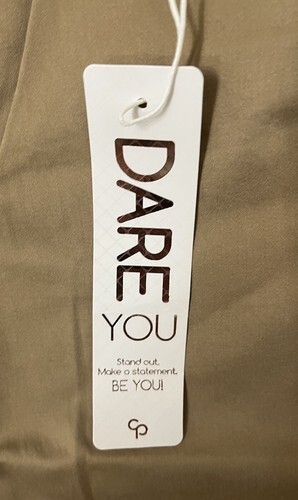 DARE
YOU
Stand out.
Make a statement.
BE YOU!
cp